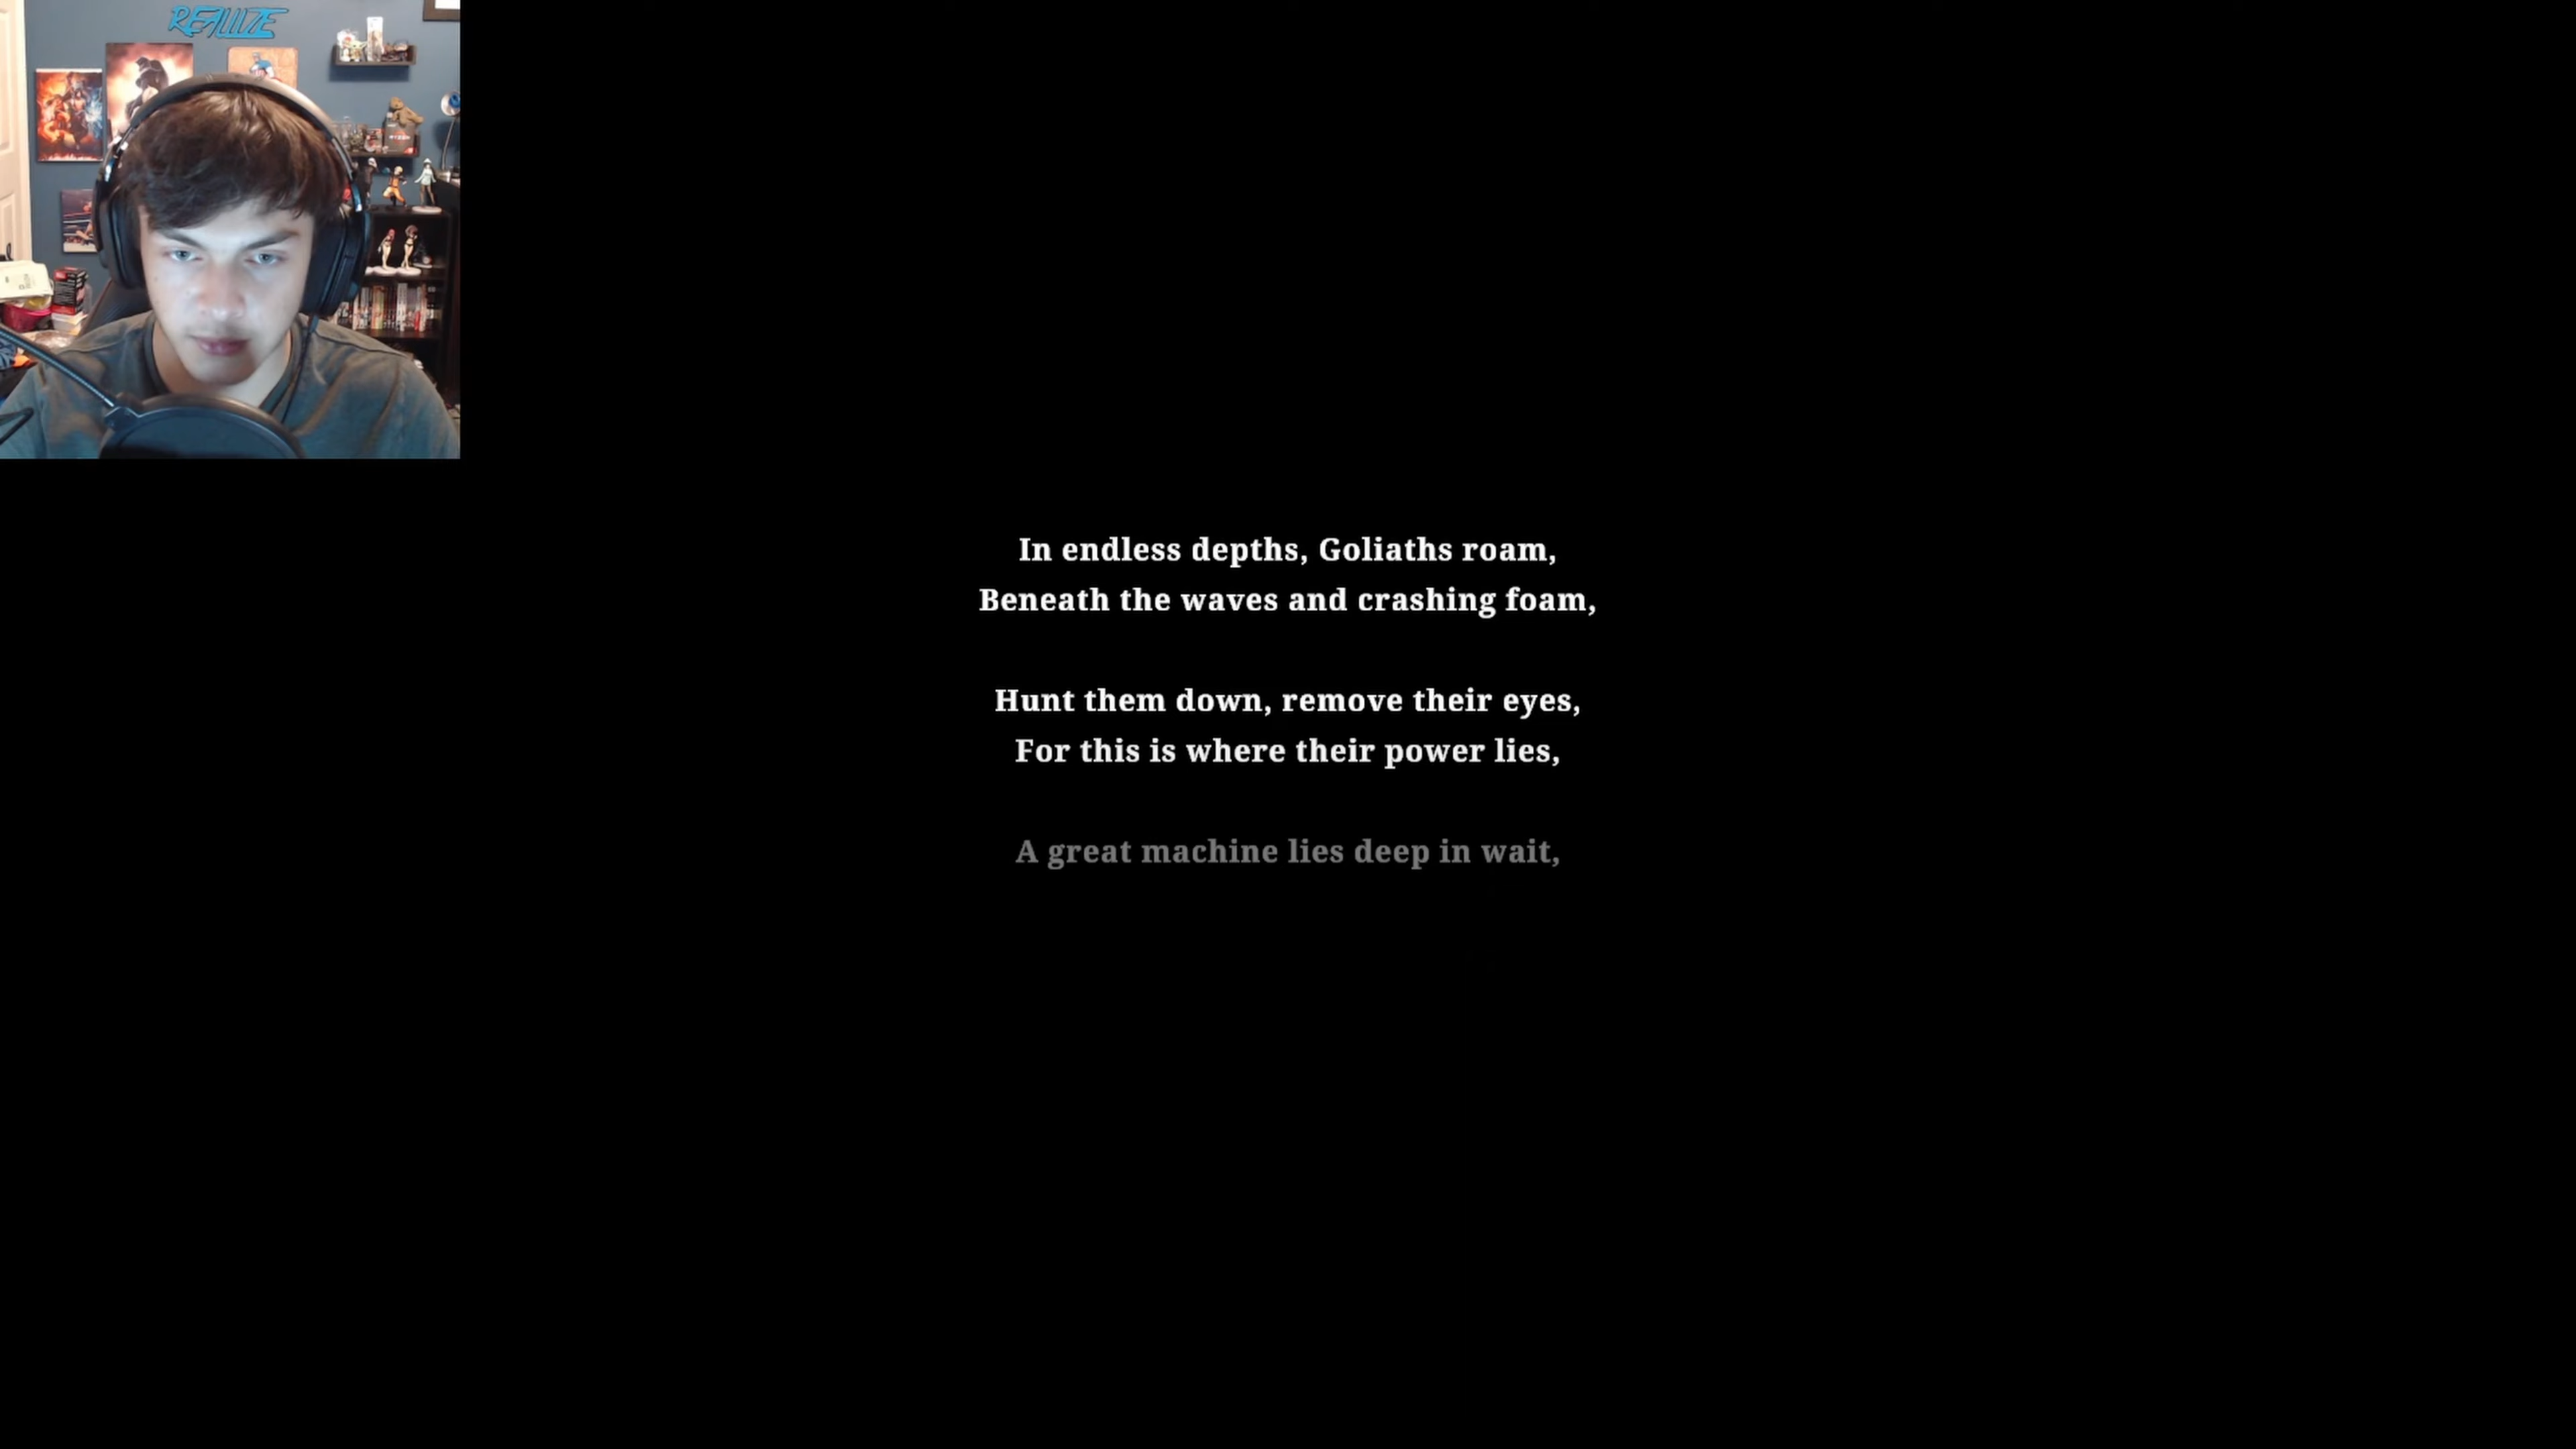 REALIZE
In endless depths, Goliaths roam,
Beneath the waves and crashing foam,
Hunt them down, remove their eyes,
For this is where their power lies,
A great machine lies deep in wait,